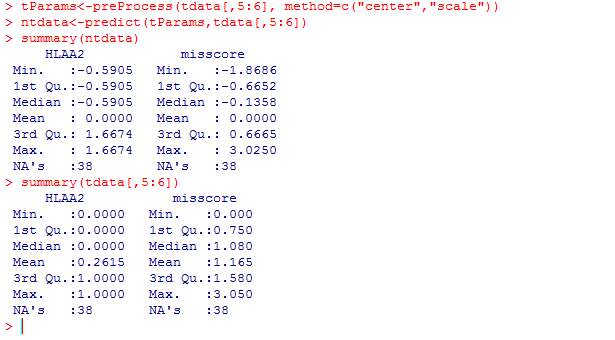 > tParams<-preProcess(tdata[,5:6], method=c("center","scale"))
> ntdata<-predict(tParams,tdata[,5:6])
> summary(ntdata)
     HLAA2            misscore
 Min.   :-0.5905   Min.   :-1.8686
 1st Qu.:-0.5905   1st Qu.:-0.6652
 Median :-0.5905   Median :-0.1358
 Mean   : 0.0000   Mean   : 0.0000
 3rd Qu.: 1.6674   3rd Qu.: 0.6665
 Max.   : 1.6674   Max.   : 3.0250
 NA's   :38        NA's   :38
> summary(tdata[,5:6])
     HLAA2           misscore
 Min.   :0.0000   Min.   :0.000
 1st Qu.:0.0000   1st Qu.:0.750
 Median :0.0000   Median :1.080
 Mean   :0.2615   Mean   :1.165
 3rd Qu.:1.0000   3rd Qu.:1.580
 Max.   :1.0000   Max.   :3.050
 NA's   :38       NA's   :38
>